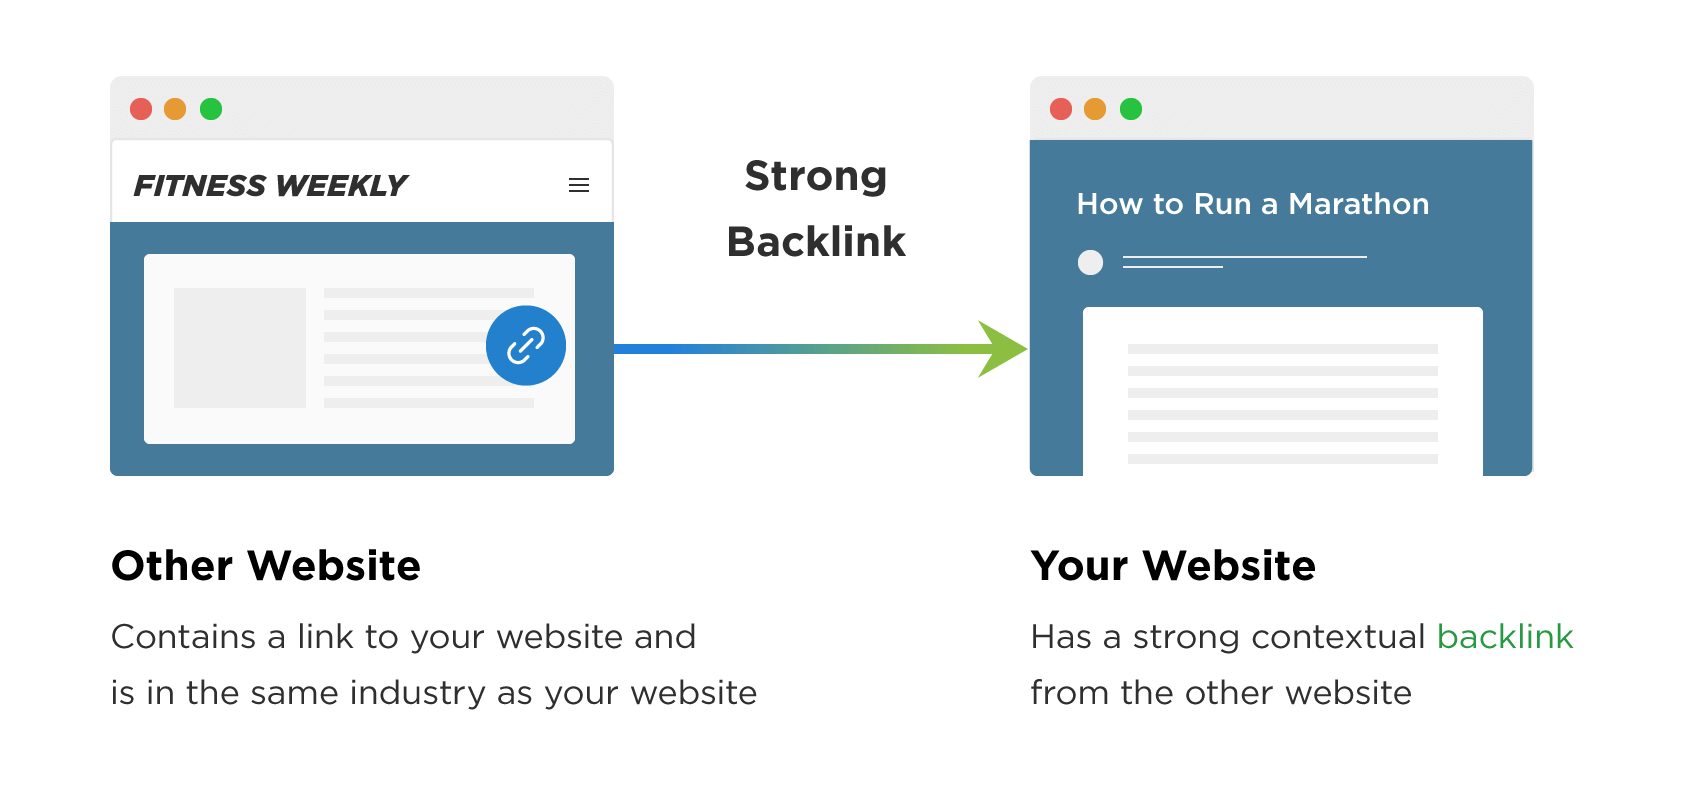 FITNESS WEEKLY
Strong
Backlink
How to Run a Marathon
Other Website
Contains a link to your website and
is in the same industry as your website
Your Website
Has a strong contextual backlink
from the other website